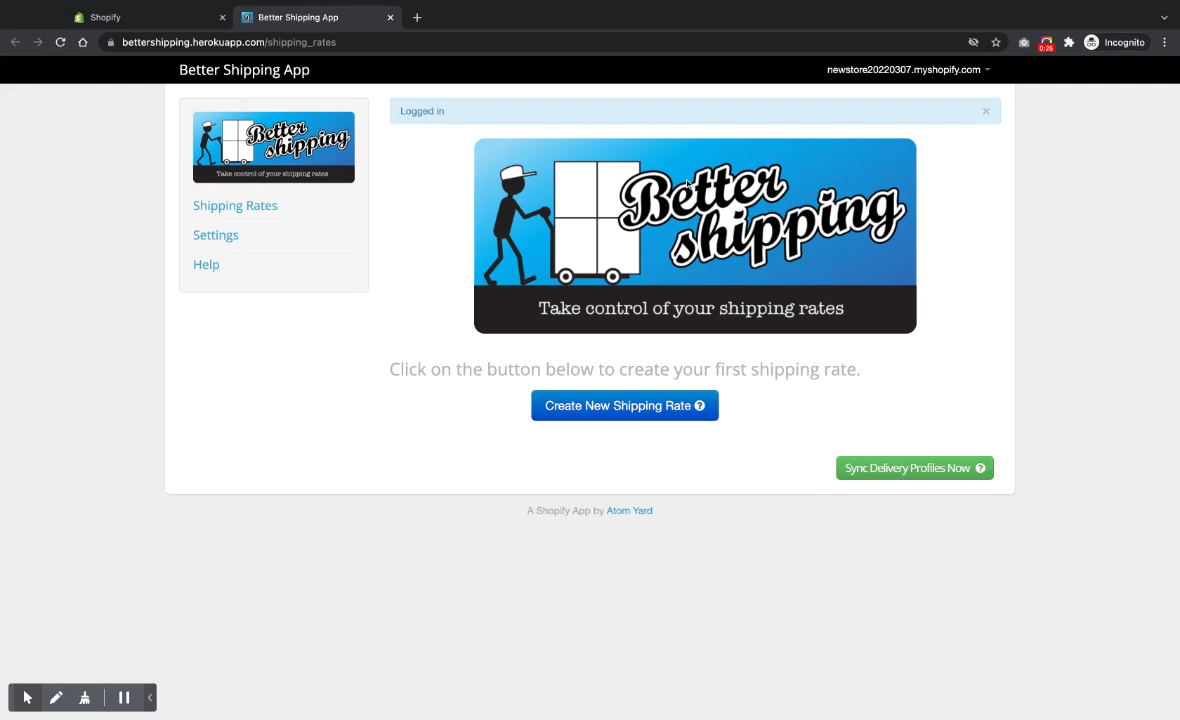 Shopify
Better Shipping App
bettershipping.herokuapp.com/shipping_rates
0:25
Incognito
Better Shipping App
newstore20220307.myshopify.com
Better
shipping
Take control of your shipping rates
Shipping Rates
Settings
Help
Logged in
Better
shipping
Take control of your shipping rates
Click on the button below to create your first shipping rate.
Create New Shipping Rate
Sync Delivery Profiles Now
A Shopify App by Atom Yard